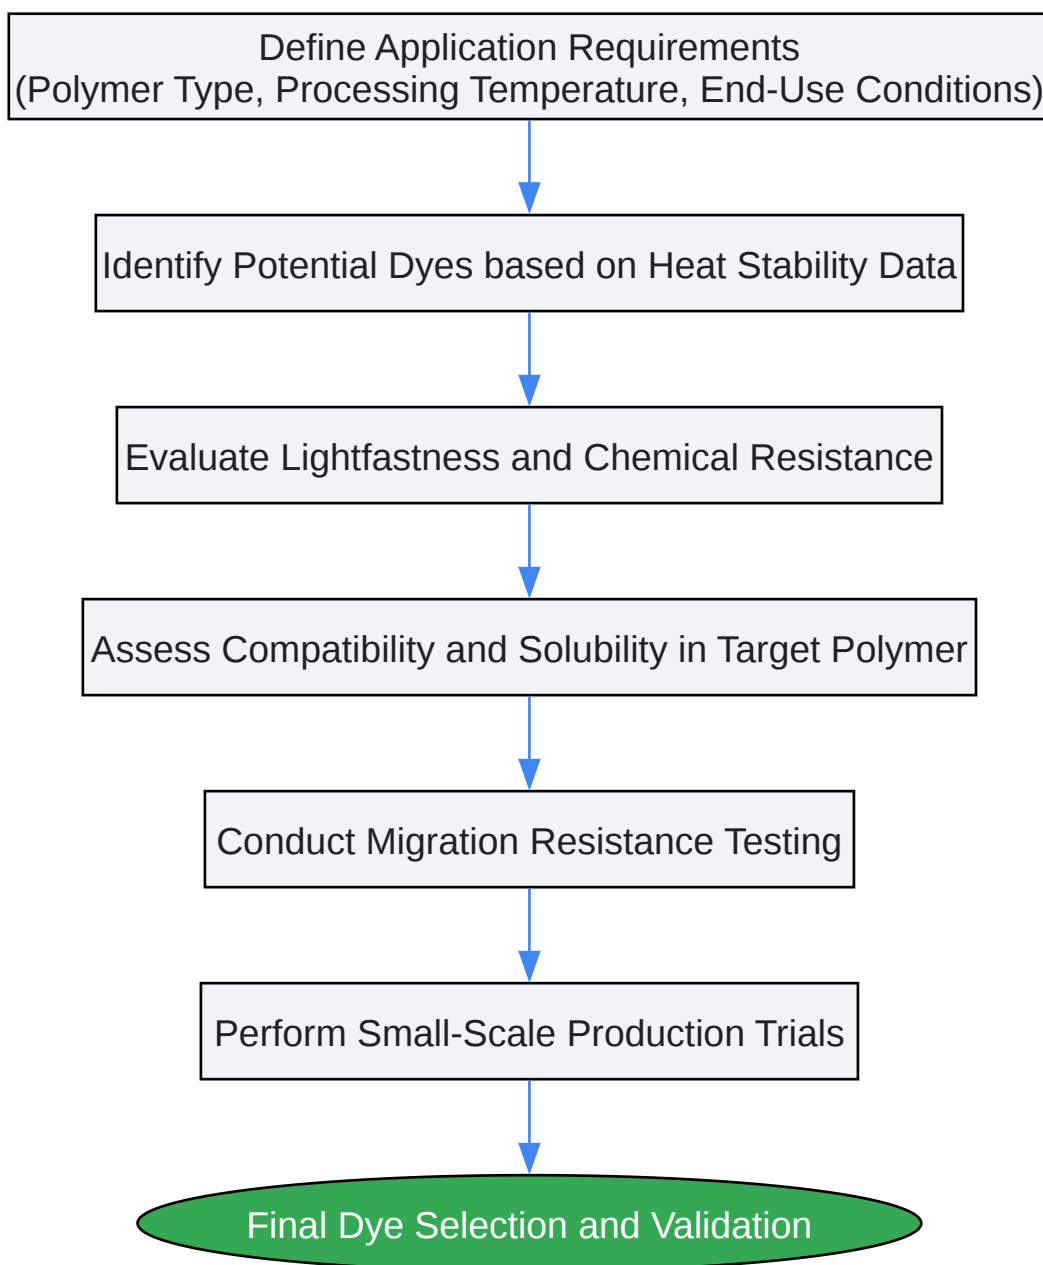 Define Application Requirements
(Polymer Type, Processing Temperature, End-Use Conditions)
Identify Potential Dyes based on Heat Stability Data
Evaluate Lightfastness and Chemical Resistance
Assess Compatibility and Solubility in Target Polymer
Conduct Migration Resistance Testing
Perform Small-Scale Production Trials
Final Dye Selection and Validation